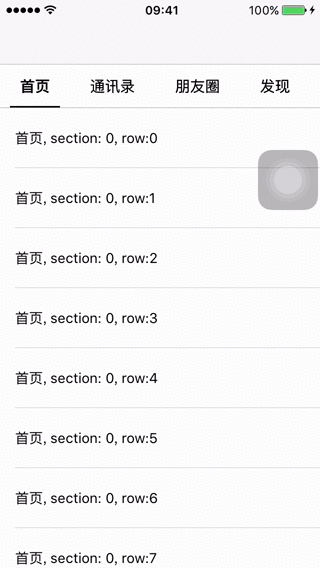 09:41 100%
首页 通讯录 朋友圈 发现
首页, section: 0, row:0
首页, section: 0, row:1
首页, section: 0, row:2
首页, section: 0, row:3
首页, section: 0, row:4
首页, section: 0, row:5
首页, section: 0, row:6
首页, section: 0, row:7